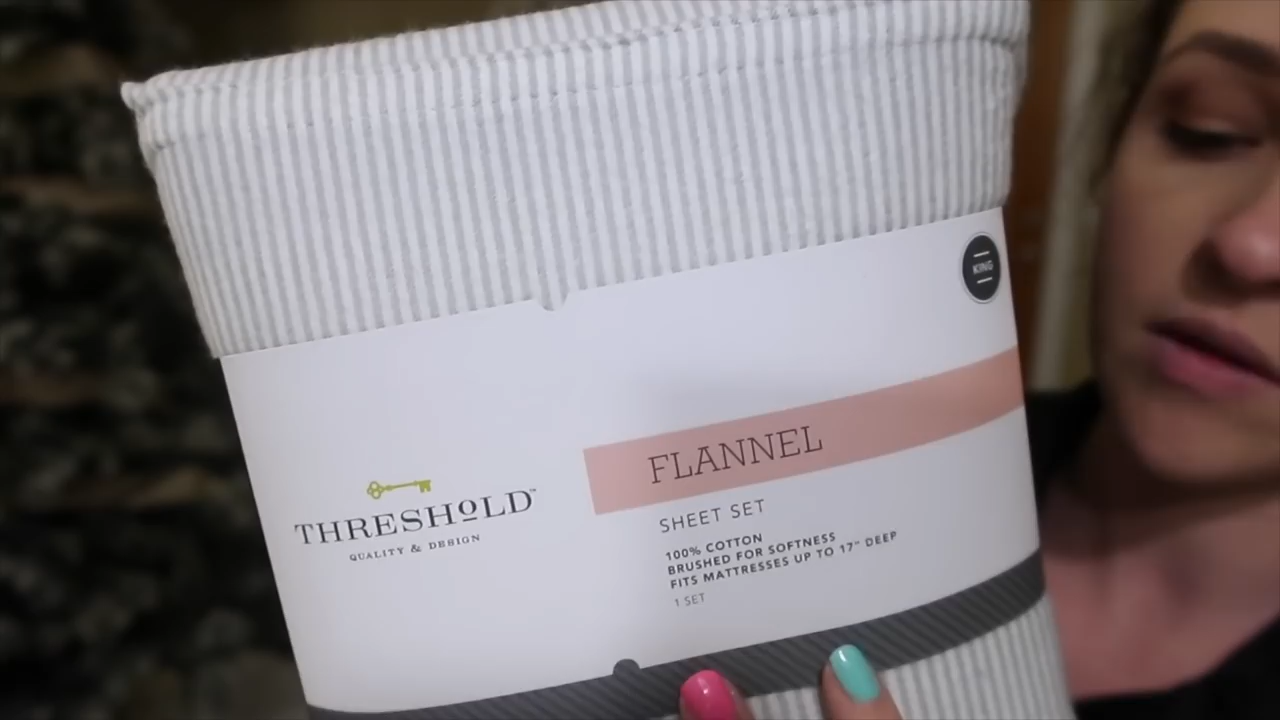 KING
FLANNEL
THRESHOLD™
QUALITY & DESIGN
SHEET SET
100% COTTON
BRUSHED FOR SOFTNESS
FITS MATTRESSES UP TO 17" DEEP
1 SET